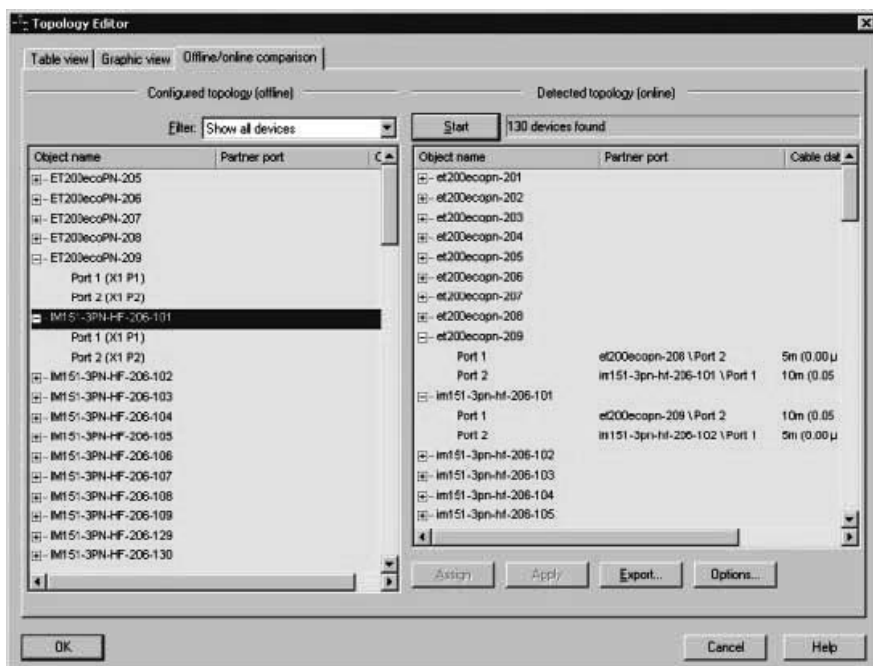 Topology Editor
Table view Graphic view Offline/online comparison
Configured topology (offline)
Filter: Show all devices
Object name Partner port C
ET200ecoPN-205
ET200ecoPN-206
ET200ecoPN-207
ET200ecoPN-208
ET200ecoPN-209
Port 1 (X1 P1)
Port 2 (X1 P2)
IM151-3PN-HF-206-101
Port 1 (X1 P1)
Port 2 (X1 P2)
IM151-3PN-HF-206-102
IM151-3PN-HF-206-103
IM151-3PN-HF-206-104
IM151-3PN-HF-206-105
IM151-3PN-HF-206-106
IM151-3PN-HF-206-107
IM151-3PN-HF-206-108
IM151-3PN-HF-206-109
IM151-3PN-HF-206-129
IM151-3PN-HF-206-130
Detected topology (online)
Start 130 devices found
Object name Partner port Cable dat
et200ecopn-201
et200ecopn-202
et200ecopn-203
et200ecopn-204
et200ecopn-205
et200ecopn-206
et200ecopn-207
et200ecopn-208
et200ecopn-209
Port 1 et200ecopn-208 \ Port 2 5m (0.00 µ
Port 2 im151-3pn-hf-206-101 \ Port 1 10m (0.05
im151-3pn-hf-206-101
Port 1 et200ecopn-209 \ Port 2 10m (0.05
Port 2 im151-3pn-hf-206-102 \ Port 1 5m (0.00 µ
im151-3pn-hf-206-102
im151-3pn-hf-206-103
im151-3pn-hf-206-104
im151-3pn-hf-206-105
Assign Apply Export... Options...
OK Cancel Help